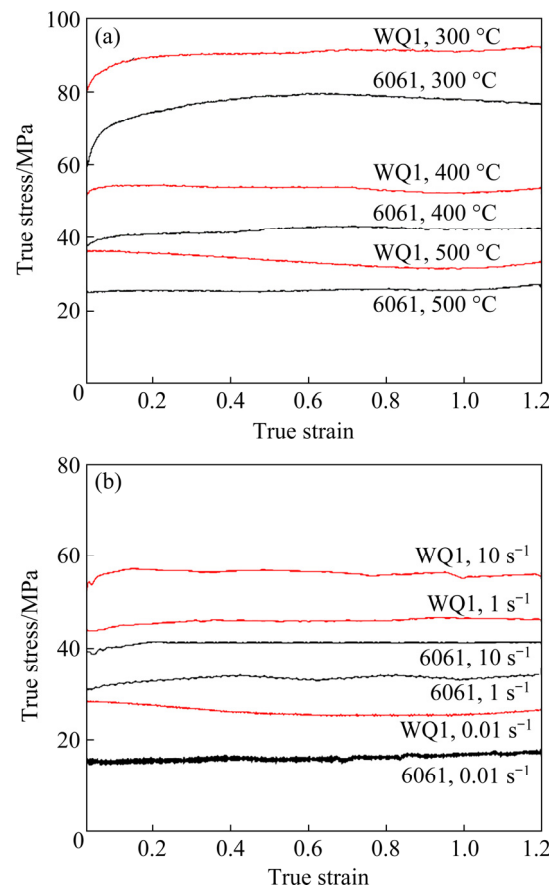 (a)
100
80
60
40
20
0
True stress/MPa
WQ1, 300 °C
6061, 300 °C
WQ1, 400 °C
6061, 400 °C
WQ1, 500 °C
6061, 500 °C
0.2 0.4 0.6 0.8 1.0 1.2
True strain
(b)
80
60
40
20
0
True stress/MPa
WQ1, 10 s⁻¹
WQ1, 1 s⁻¹
6061, 10 s⁻¹
6061, 1 s⁻¹
WQ1, 0.01 s⁻¹
6061, 0.01 s⁻¹
0.2 0.4 0.6 0.8 1.0 1.2
True strain